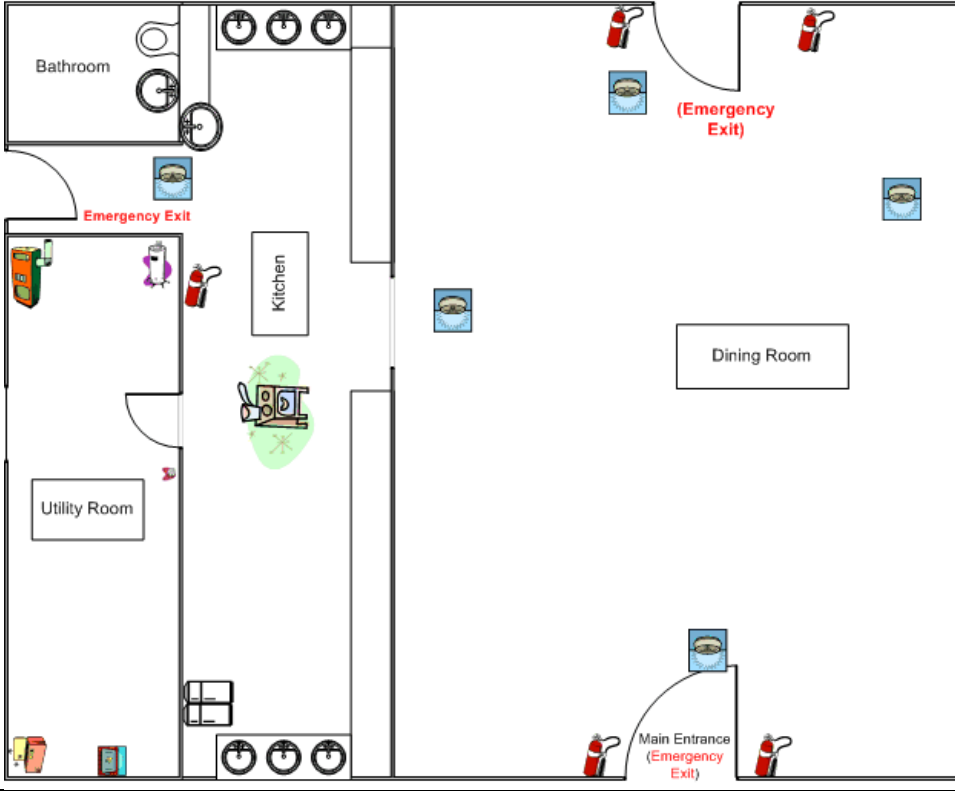 Bathroom
(Emergency
Exit)
Emergency Exit
Kitchen
Dining Room
Utility Room
Main Entrance
(Emergency
Exit)